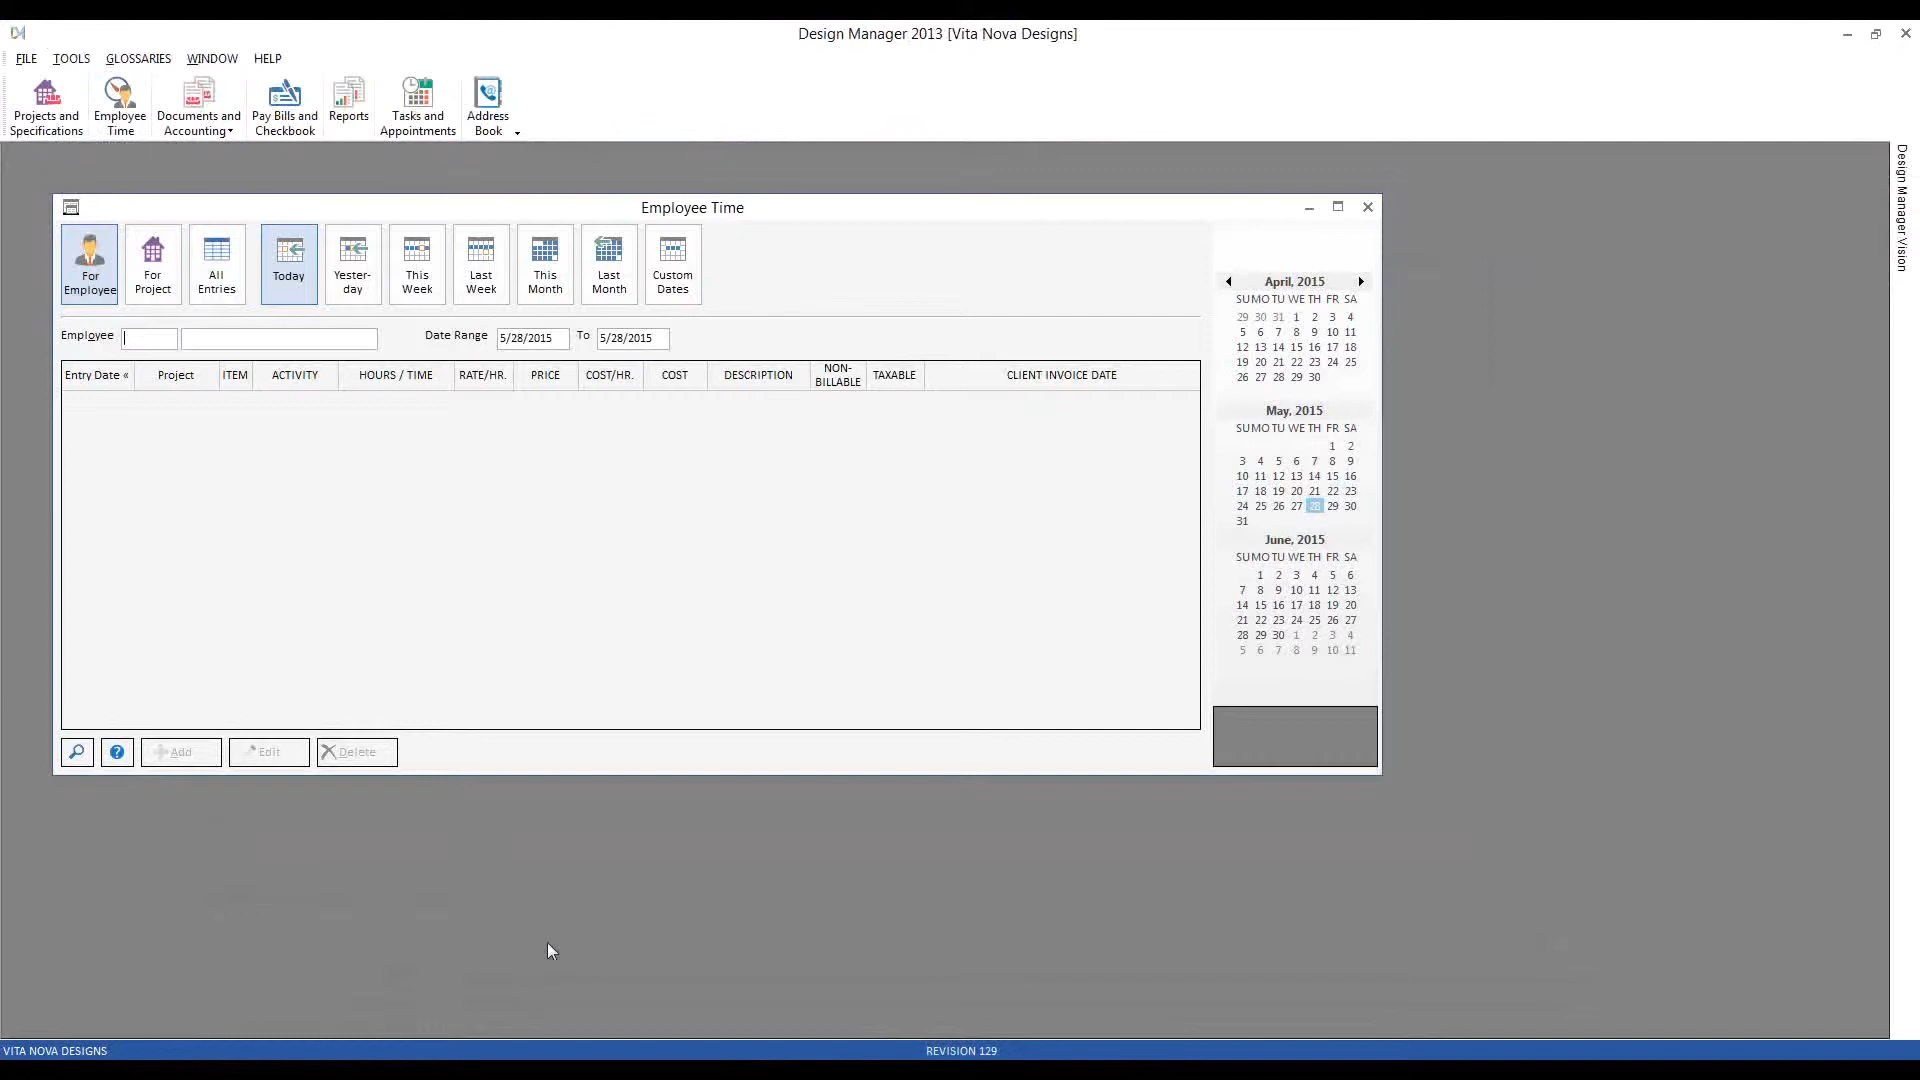 Design Manager 2013 [Vita Nova Designs]
FILE TOOLS GLOSSARIES WINDOW HELP
Projects and Specifications
Employee Time
Documents and Accounting
Pay Bills and Checkbook
Reports
Tasks and Appointments
Address Book
Design Manager Vision
Employee Time
For Employee
For Project
All Entries
Today
Yester-day
This Week
Last Week
This Month
Last Month
Custom Dates
Employee
Date Range 5/28/2015 To 5/28/2015
Entry Date « Project ITEM ACTIVITY HOURS / TIME RATE/HR. PRICE COST/HR. COST DESCRIPTION NON-BILLABLE TAXABLE CLIENT INVOICE DATE
April, 2015
SU MO TU WE TH FR SA
29 30 31 1 2 3 4
5 6 7 8 9 10 11
12 13 14 15 16 17 18
19 20 21 22 23 24 25
26 27 28 29 30
May, 2015
SU MO TU WE TH FR SA
1 2
3 4 5 6 7 8 9
10 11 12 13 14 15 16
17 18 19 20 21 22 23
24 25 26 27 28 29 30
31
June, 2015
SU MO TU WE TH FR SA
1 2 3 4 5 6
7 8 9 10 11 12 13
14 15 16 17 18 19 20
21 22 23 24 25 26 27
28 29 30 1 2 3 4
5 6 7 8 9 10 11
? Add Edit Delete
VITA NOVA DESIGNS
REVISION 129